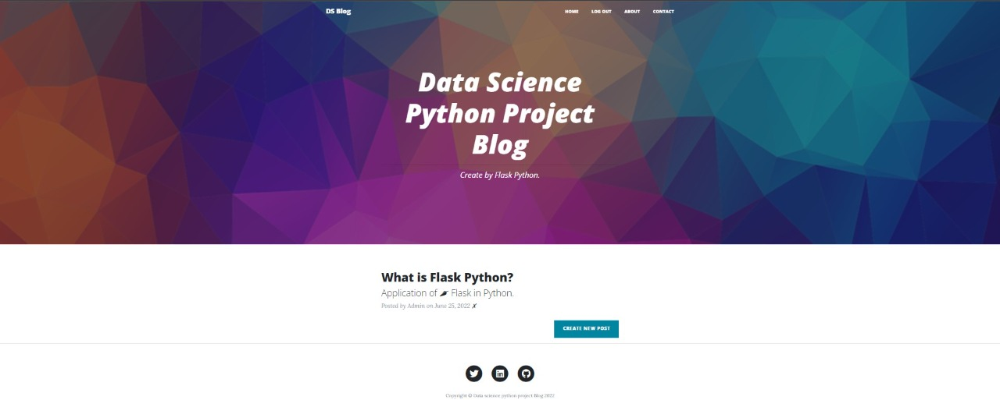 DS Blog HOME LOG OUT ABOUT CONTACT
Data Science
Python Project
Blog
Create by Flask Python.
What is Flask Python?
Application of 🌶 Flask in Python.
Posted by Admin on June 25, 2022 ✘
CREATE NEW POST
Copyright © Data science python project Blog 2022